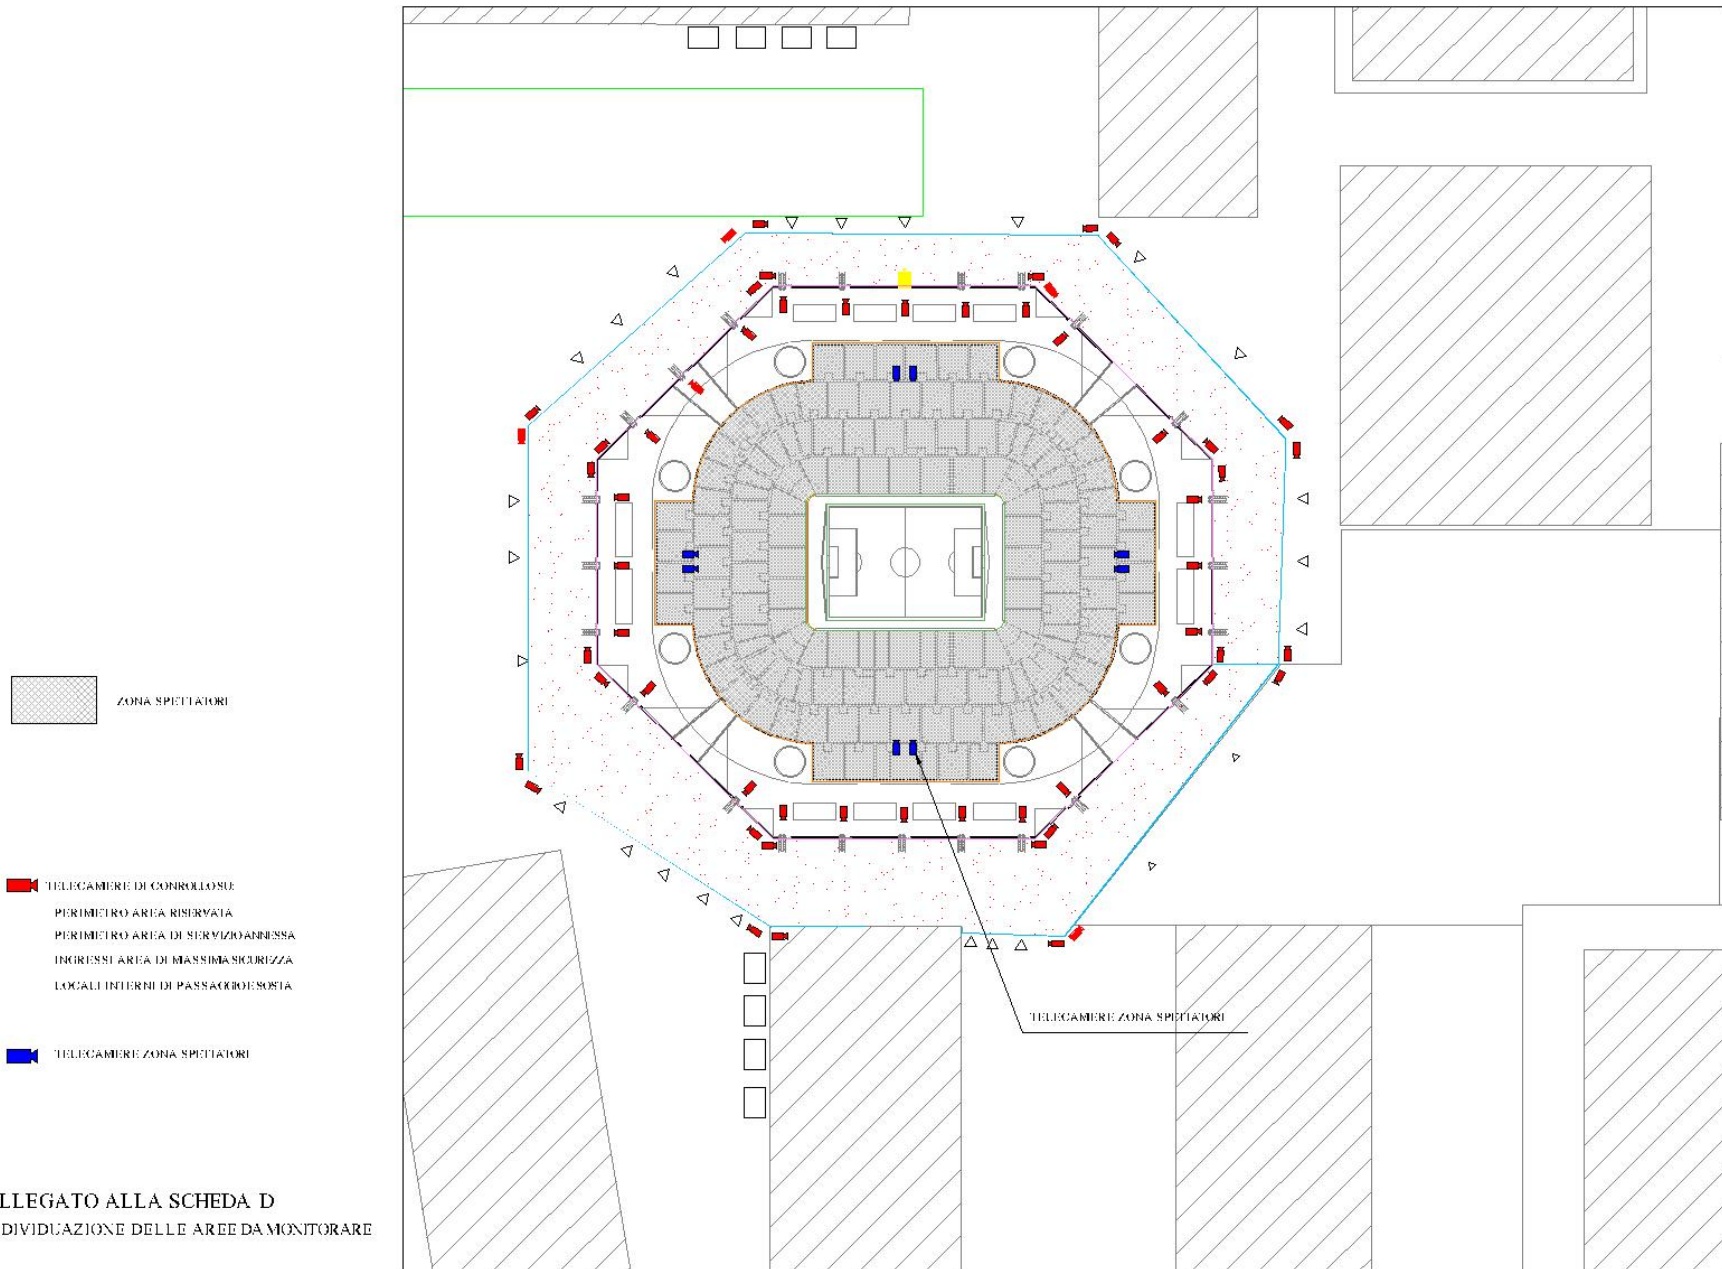 ZONA SPETTATORI
TELECAMERE DI CONROLLO SU:
PERIMETRO AREA RISERVATA
PERIMETRO AREA DI SERVIZIO ANNESSA
INGRESSI AREA DI MASSIMA SICUREZZA
LOCALI INTERNI DI PASSAGGIO E SOSTA
TELECAMERE ZONA SPETTATORI
TELECAMERE ZONA SPETTATORI
LLEGATO ALLA SCHEDA D
DIVIDUAZIONE DELLE AREE DA MONITORARE